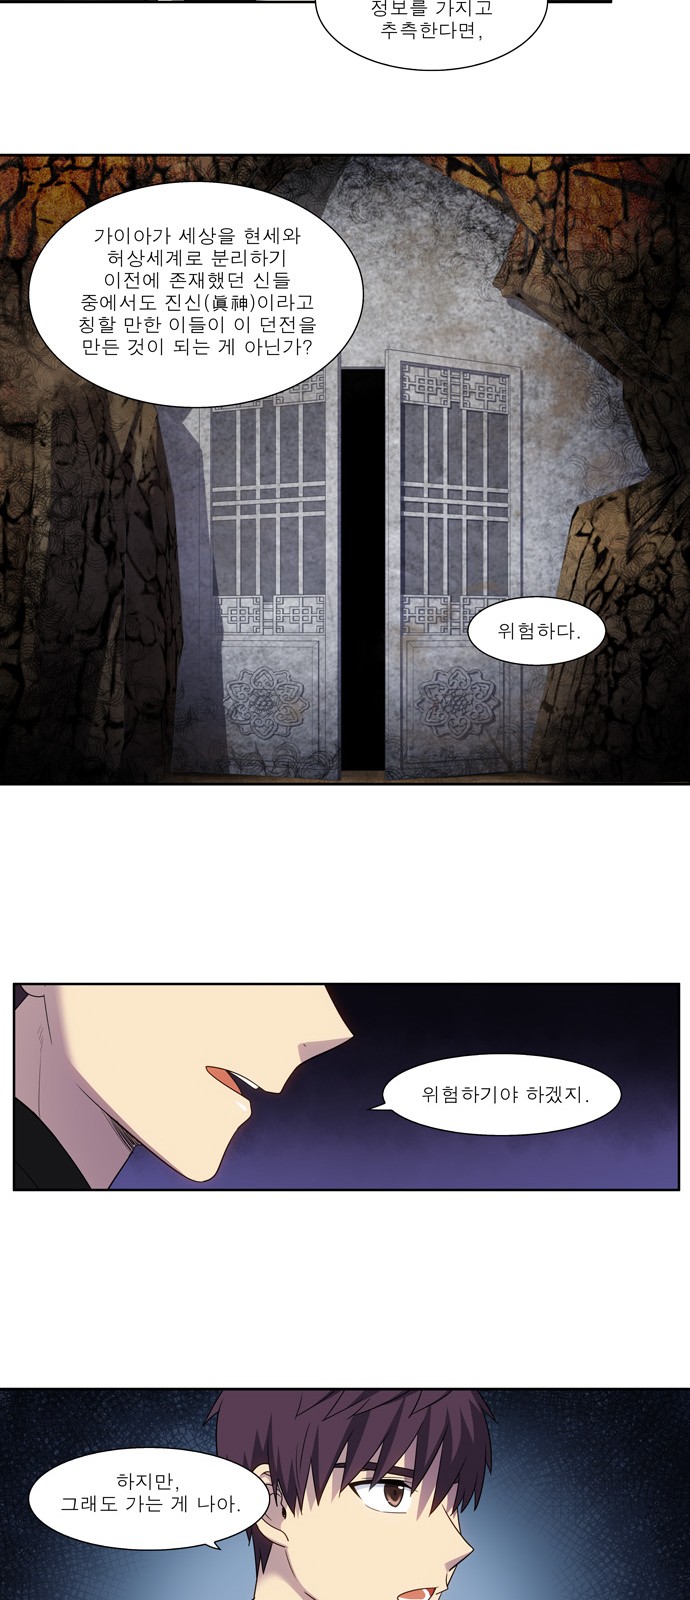 정보를 가지고
추측한다면,
가이아가 세상을 현세와
허상세계로 분리하기
이전에 존재했던 신들
중에서도 진신(眞神)이라고
칭할 만한 이들이 이 던전을
만든 것이 되는 게 아닌가?
위험하다.
위험하기야 하겠지.
하지만,
그래도 가는 게 나아.